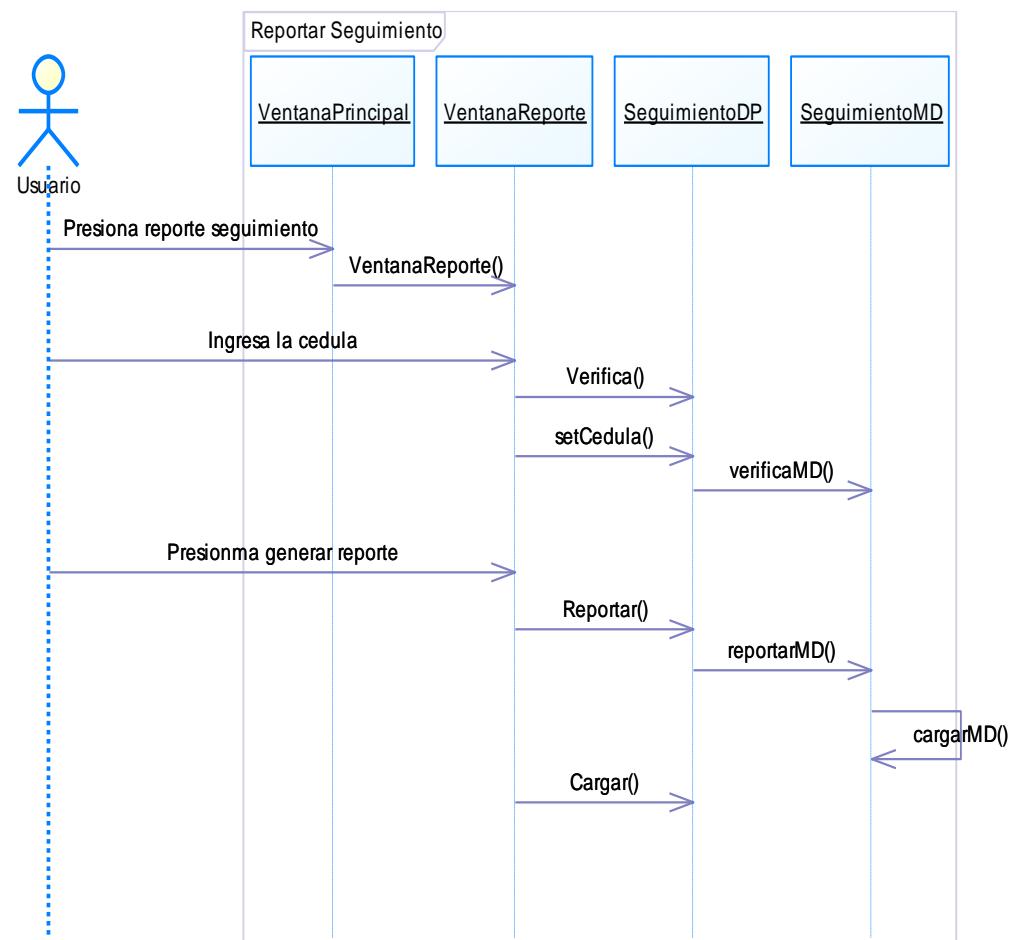 Reportar Seguimiento
VentanaPrincipal
VentanaReporte
SeguimientoDP
SeguimientoMD
Usuario
Presiona reporte seguimiento
VentanaReporte()
Ingresa la cedula
Verifica()
setCedula()
verificaMD()
Presionma generar reporte
Reportar()
reportarMD()
cargarMD()
Cargar()